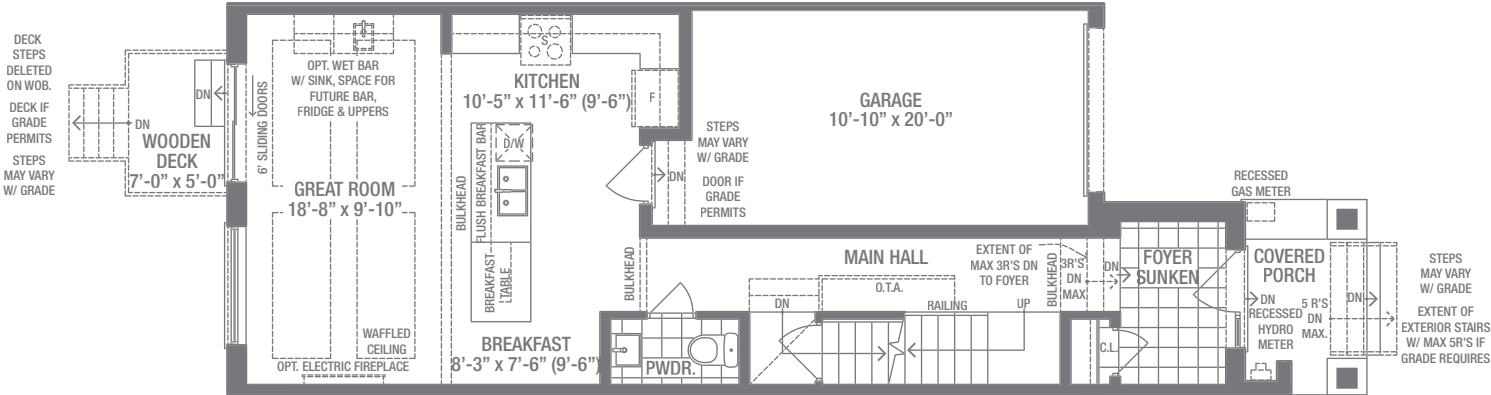 DECK
STEPS
DELETED
ON WOB.
DECK IF
GRADE
PERMITS
STEPS
MAY VARY
W/ GRADE
DN
DN
WOODEN
DECK
7'-0" x 5'-0"
6' SLIDING DOORS
OPT. WET BAR
W/ SINK, SPACE FOR
FUTURE BAR,
FRIDGE & UPPERS
GREAT ROOM
18'-8" x 9'-10"
WAFFLED
CEILING
OPT. ELECTRIC FIREPLACE
S
KITCHEN
10'-5" x 11'-6" (9'-6")
F
D/W
BULKHEAD
FLUSH BREAKFAST BAR
BREAKFAST
TABLE
BREAKFAST
8'-3" x 7'-6" (9'-6")
BULKHEAD
PWDR.
GARAGE
10'-10" x 20'-0"
STEPS
MAY VARY
W/ GRADE
DN
DOOR IF
GRADE
PERMITS
MAIN HALL
O.T.A.
DN
RAILING
UP
EXTENT OF
MAX 3R'S DN
TO FOYER
BULKHEAD
3R'S
DN
MAX
DN
FOYER
SUNKEN
C.L.
RECESSED
GAS METER
COVERED
PORCH
DN
RECESSED
HYDRO
METER
5 R'S
DN
MAX.
DN
STEPS
MAY VARY
W/ GRADE
EXTENT OF
EXTERIOR STAIRS
W/ MAX 5R'S IF
GRADE REQUIRES